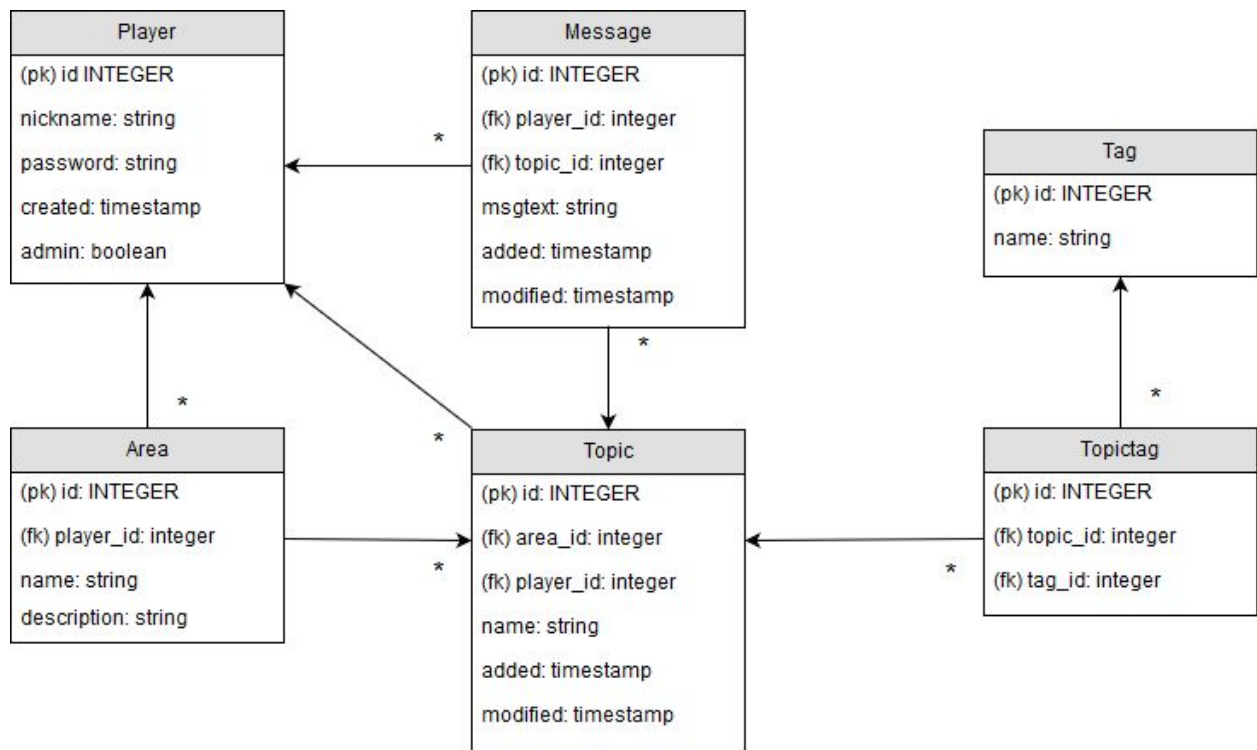 Player
(pk) id INTEGER
nickname: string
password: string
created: timestamp
admin: boolean
*
Message
(pk) id: INTEGER
(fk) player_id: integer
(fk) topic_id: integer
msgtext: string
added: timestamp
modified: timestamp
*
Tag
(pk) id: INTEGER
name: string
*
*
Area
(pk) id: INTEGER
(fk) player_id: integer
name: string
description: string
*
*
Topic
(pk) id: INTEGER
(fk) area_id: integer
(fk) player_id: integer
name: string
added: timestamp
modified: timestamp
*
Topictag
(pk) id: INTEGER
(fk) topic_id: integer
(fk) tag_id: integer